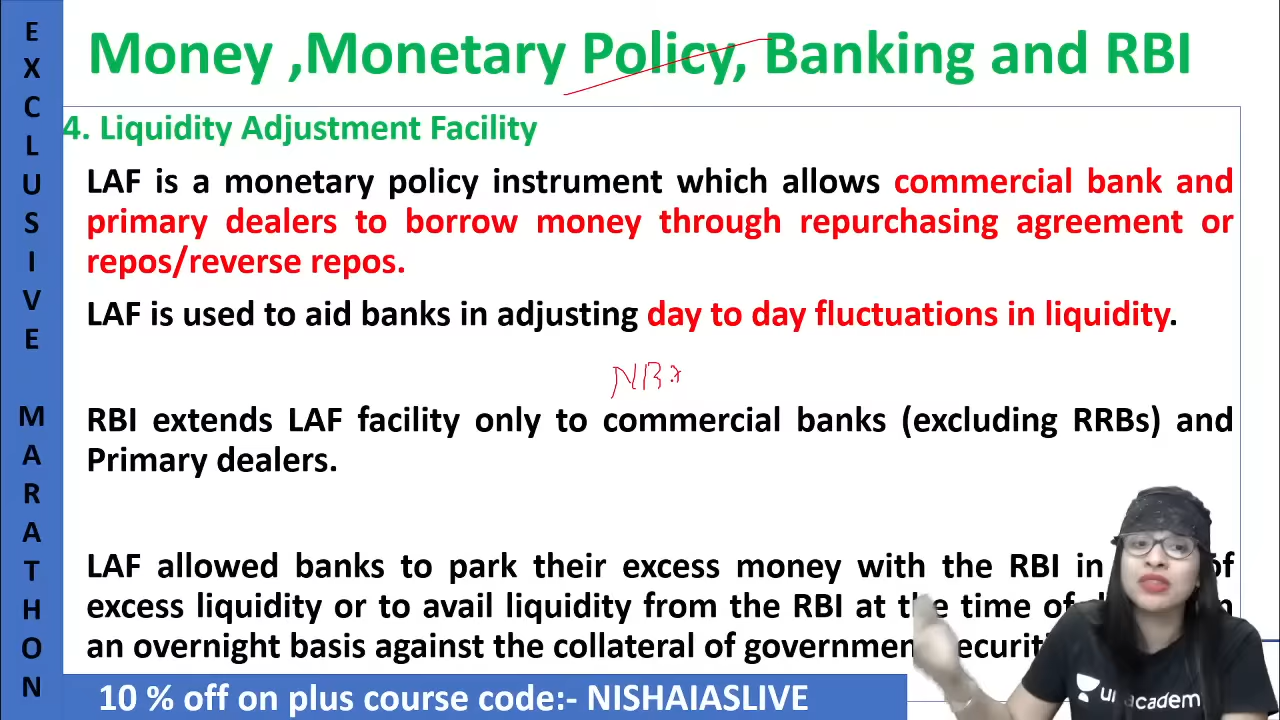 EXCLUSIVE MARATHON
Money ,Monetary Policy, Banking and RBI
4. Liquidity Adjustment Facility
LAF is a monetary policy instrument which allows commercial bank and
primary dealers to borrow money through repurchasing agreement or
repos/reverse repos.
LAF is used to aid banks in adjusting day to day fluctuations in liquidity.
RBI extends LAF facility only to commercial banks (excluding RRBs) and
Primary dealers.
LAF allowed banks to park their excess money with the RBI in of
excess liquidity or to avail liquidity from the RBI at the time of
an overnight basis against the collateral of government
10 % off on plus course code:- NISHAIASLIVE
unacademy